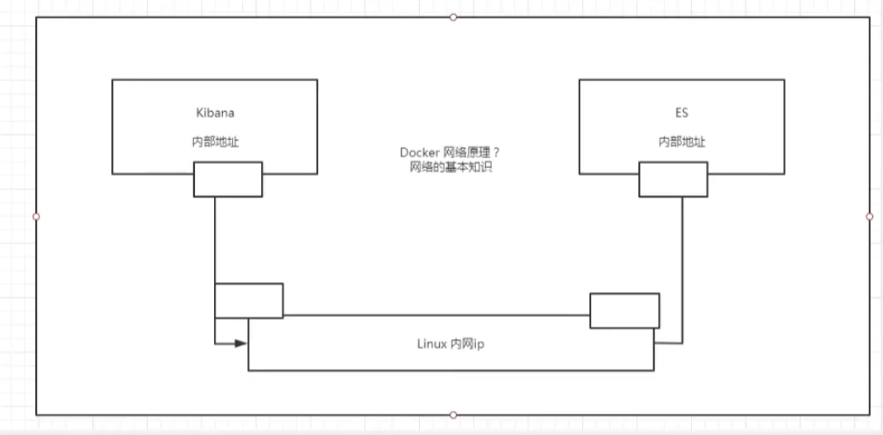 Kibana
内部地址
ES
内部地址
Docker 网络原理？
网络的基本知识
Linux 内网ip